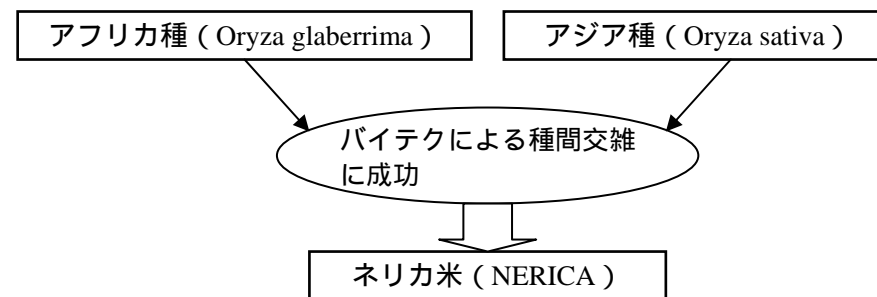 アフリカ種（Oryza glaberrima）
アジア種（Oryza sativa）
バイテクによる種間交雑
に成功
ネリカ米（NERICA）